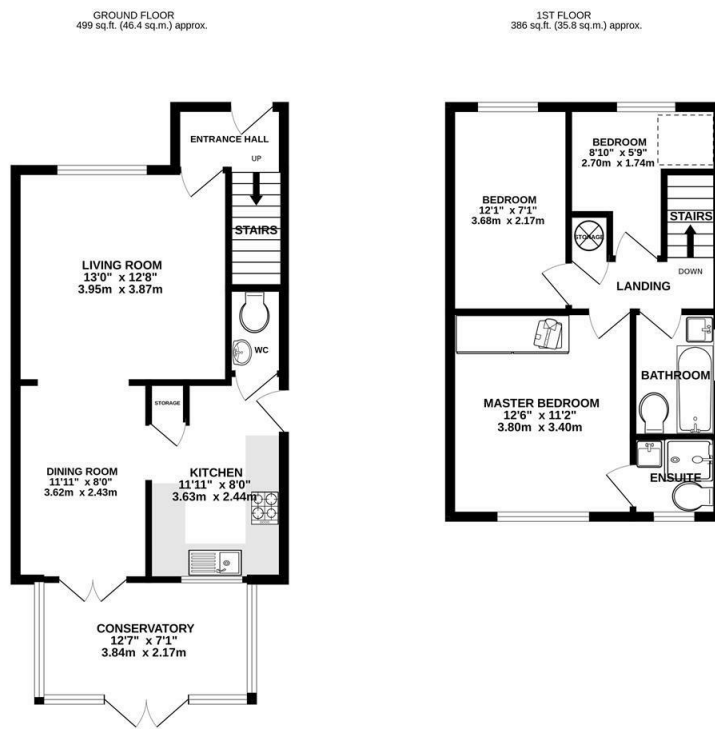 GROUND FLOOR
499 sq.ft. (46.4 sq.m.) approx.
ENTRANCE HALL
UP
STAIRS
LIVING ROOM
13'0" x 12'8"
3.95m x 3.87m
WC
STORAGE
DINING ROOM
11'11" x 8'0"
3.62m x 2.43m
KITCHEN
11'11" x 8'0"
3.63m x 2.44m
CONSERVATORY
12'7" x 7'1"
3.84m x 2.17m
1ST FLOOR
386 sq.ft. (35.8 sq.m.) approx.
BEDROOM
8'10" x 5'9"
2.70m x 1.74m
BEDROOM
12'1" x 7'1"
3.68m x 2.17m
STORAGE
STAIRS
DOWN
LANDING
BATHROOM
MASTER BEDROOM
12'6" x 11'2"
3.80m x 3.40m
ENSUITE